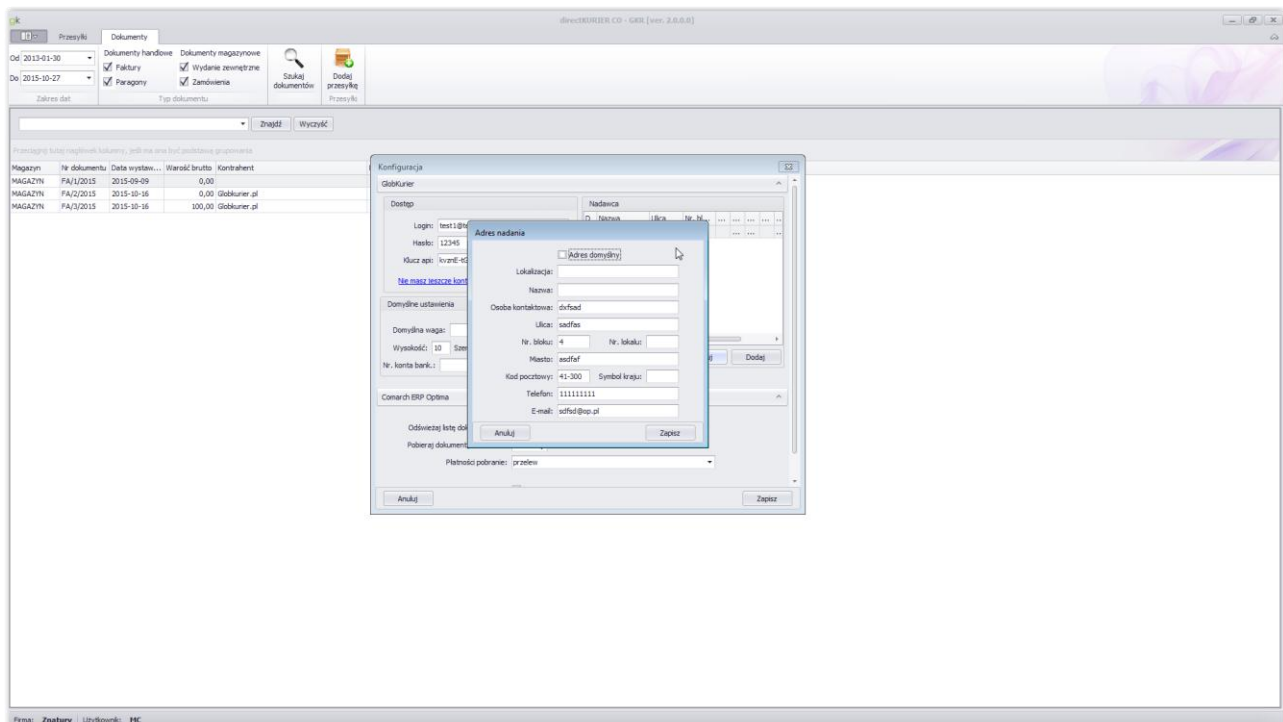 gk
directKURIER CO - GKR [ver. 2.0.0.0]
Przesyłki Dokumenty
Od 2013-01-30
Do 2015-10-27
Zakres dat
Dokumenty handlowe Dokumenty magazynowe
Faktury Wydanie zewnętrzne
Paragony Zamówienia
Typ dokumentu
Szukaj dokumentów
Dodaj przesyłkę
Przesyłki
Znajdź Wyczyść
Przeciągnij tutaj nagłówek kolumny, jeśli ma ona być podstawą grupowania
Magazyn Nr dokumentu Data wystaw... Warość brutto Kontrahent
MAGAZYN FA/1/2015 2015-09-09 0,00
MAGAZYN FA/2/2015 2015-10-16 0,00 Globkurier.pl
MAGAZYN FA/3/2015 2015-10-16 100,00 Globkurier.pl
Konfiguracja
GlobKurier
Dostęp
Login: test1@te
Hasło: 12345
Klucz api:
Nie masz jeszcze kont
Nadawca
Nazwa Ulica Nr. bl... ... ... ... ...
Domyślne ustawienia
Domyślna waga:
Wysokość: 10 Szer
Nr. konta bank.:
Dodaj
Comarch ERP Optima
Odświeżaj listę dok
Pobieraj dokument
Płatności pobranie: przelew
Anuluj Zapisz
Adres nadania
Adres domyślny
Lokalizacja:
Nazwa:
Osoba kontaktowa: dxfsad
Ulica: sadfas
Nr. bloku: 4 Nr. lokalu:
Miasto: asdfaf
Kod pocztowy: 41-300 Symbol kraju:
Telefon: 111111111
E-mail: sdfsd@op.pl
Anuluj Zapisz
Firma: Znatury Użytkownik: MC